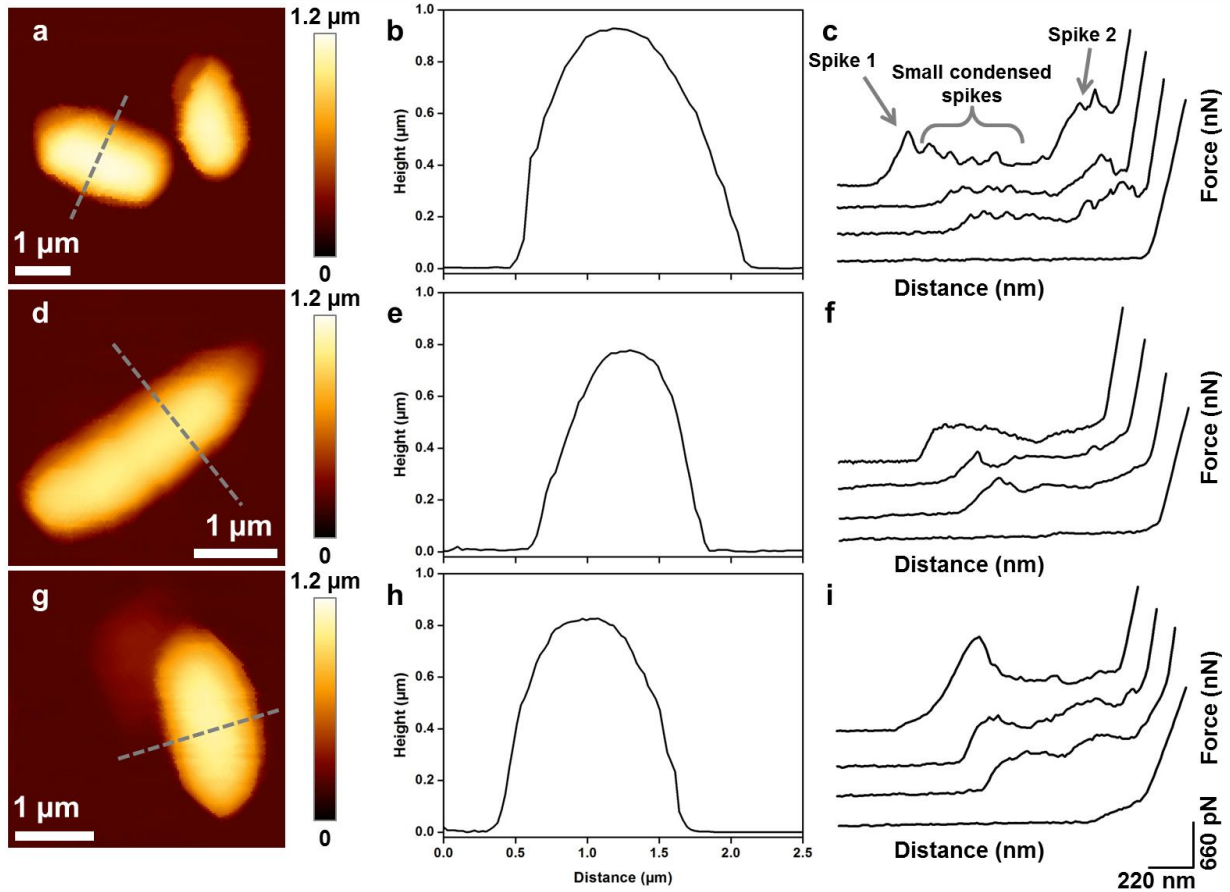 a
1.2 µm
1 µm
0
b
Height (µm)
1.0
0.8
0.6
0.4
0.2
0.0
c
Spike 1
Small condensed
spikes
Spike 2
Force (nN)
Distance (nm)
d
1.2 µm
1 µm
0
e
Height (µm)
1.0
0.8
0.6
0.4
0.2
0.0
f
Force (nN)
Distance (nm)
g
1.2 µm
1 µm
0
h
Height (µm)
1.0
0.8
0.6
0.4
0.2
0.0
0.0 0.5 1.0 1.5 2.0 2.5
Distance (µm)
i
Force (nN)
Distance (nm)
660 pN
220 nm